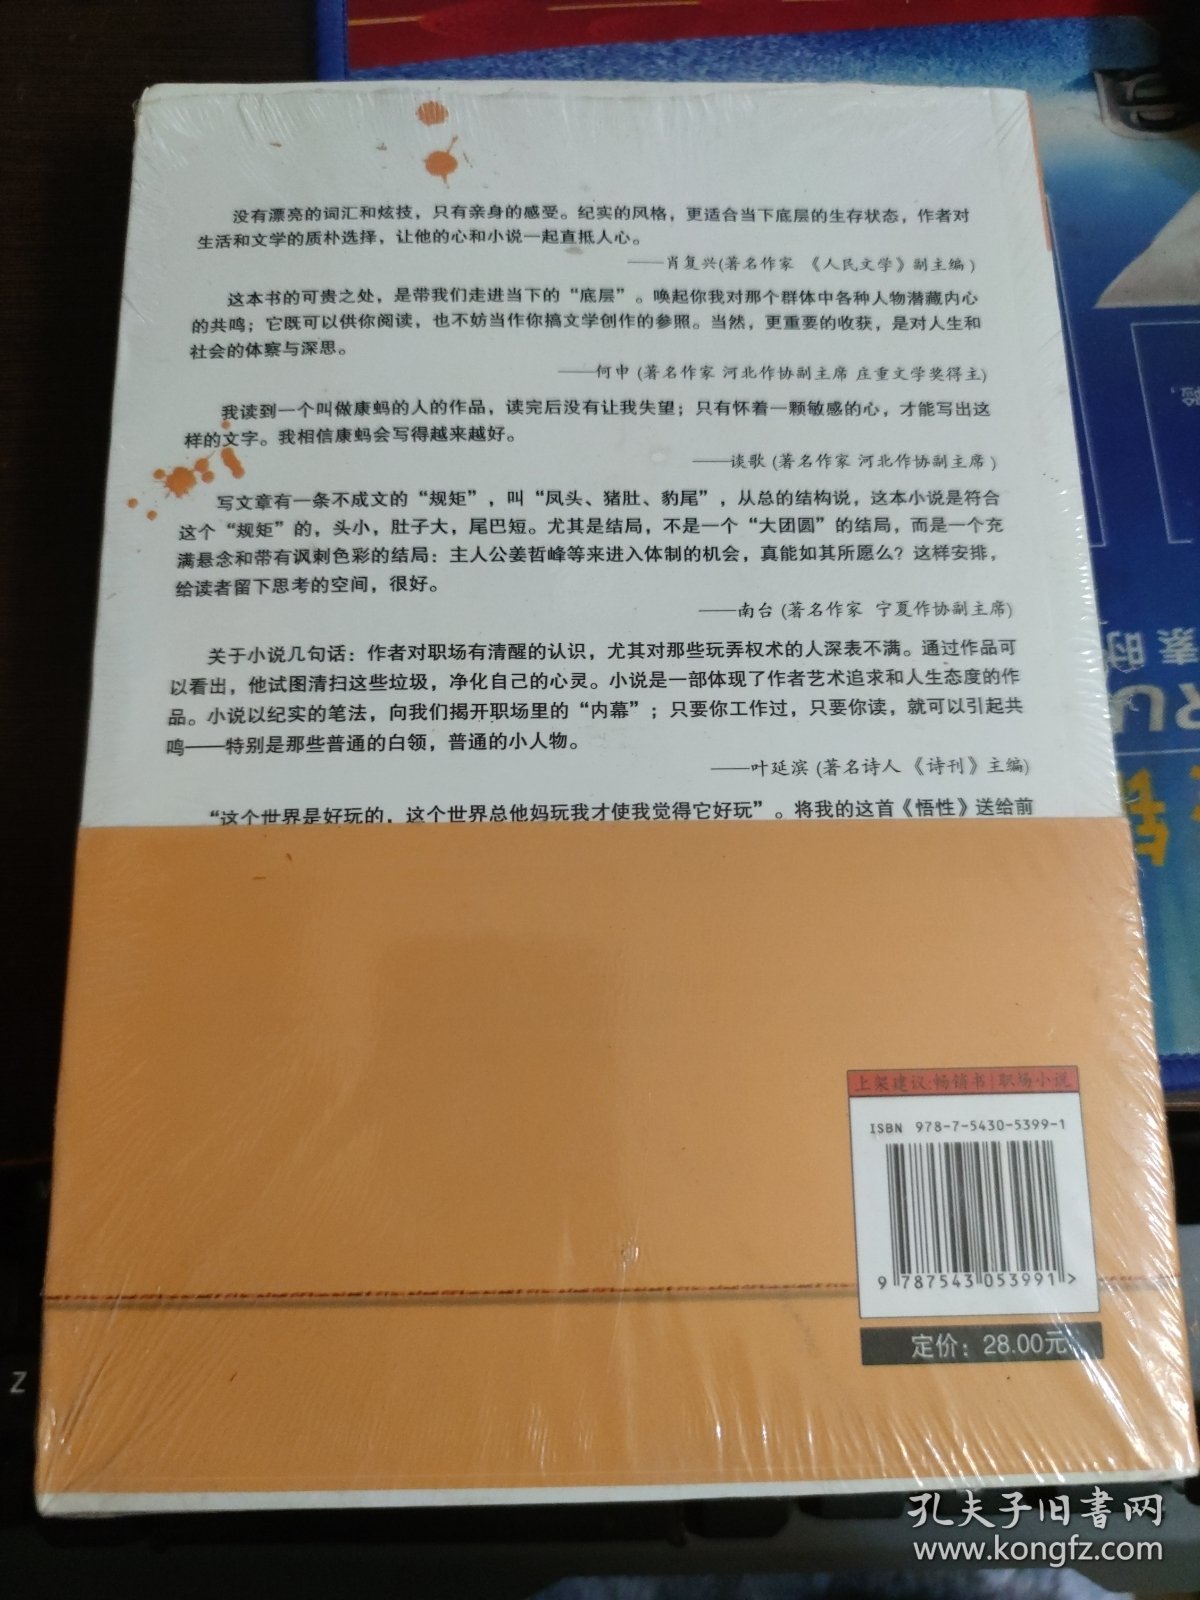 没有漂亮的词汇和炫技，只有亲身的感受。纪实的风格，更适合当下底层的生存状态，作者对
生活和文学的质朴选择，让他的心和小说一起直抵人心。
——肖复兴(著名作家 《人民文学》副主编)
这本书的可贵之处，是带我们走进当下的“底层”。唤起你我对那个群体中各种人物潜藏内心
的共鸣；它既可以供你阅读，也不妨当作你搞文学创作的参照。当然，更重要的收获，是对人生和
社会的体察与深思。
——何申 (著名作家 河北作协副主席 庄重文学奖得主)
我读到一个叫做康蚂的人的作品，读完后没有让我失望；只有怀着一颗敏感的心，才能写出这
样的文字。我相信康蚂会写得越来越好。
——谈歌 (著名作家 河北作协副主席)
写文章有一条不成文的“规矩”，叫“凤头、猪肚、豹尾”，从总的结构说，这本小说是符合
这个“规矩”的，头小，肚子大，尾巴短。尤其是结局，不是一个“大团圆”的结局，而是一个充
满悬念和带有讽刺色彩的结局：主人公姜哲峰等来进入体制的机会，真能如其所愿么？这样安排，
给读者留下思考的空间，很好。
——南台 (著名作家 宁夏作协副主席)
关于小说几句话：作者对职场有清醒的认识，尤其对那些玩弄权术的人深表不满。通过作品可
以看出，他试图清扫这些垃圾，净化自己的心灵。小说是一部体现了作者艺术追求和人生态度的作
品。小说以纪实的笔法，向我们揭开职场里的“内幕”；只要你工作过，只要你读，就可以引起共
鸣——特别是那些普通的白领，普通的小人物。
——叶延滨 (著名诗人《诗刊》主编)
“这个世界是好玩的，这个世界总他妈玩我才使我觉得它好玩”。将我的这首《悟性》送给前
上架建议:畅销书|职场小说
ISBN 978-7-5430-5399-1
9 787543 053991 >
定价：28.00元
Z
孔夫子旧书网
www.kongfz.com